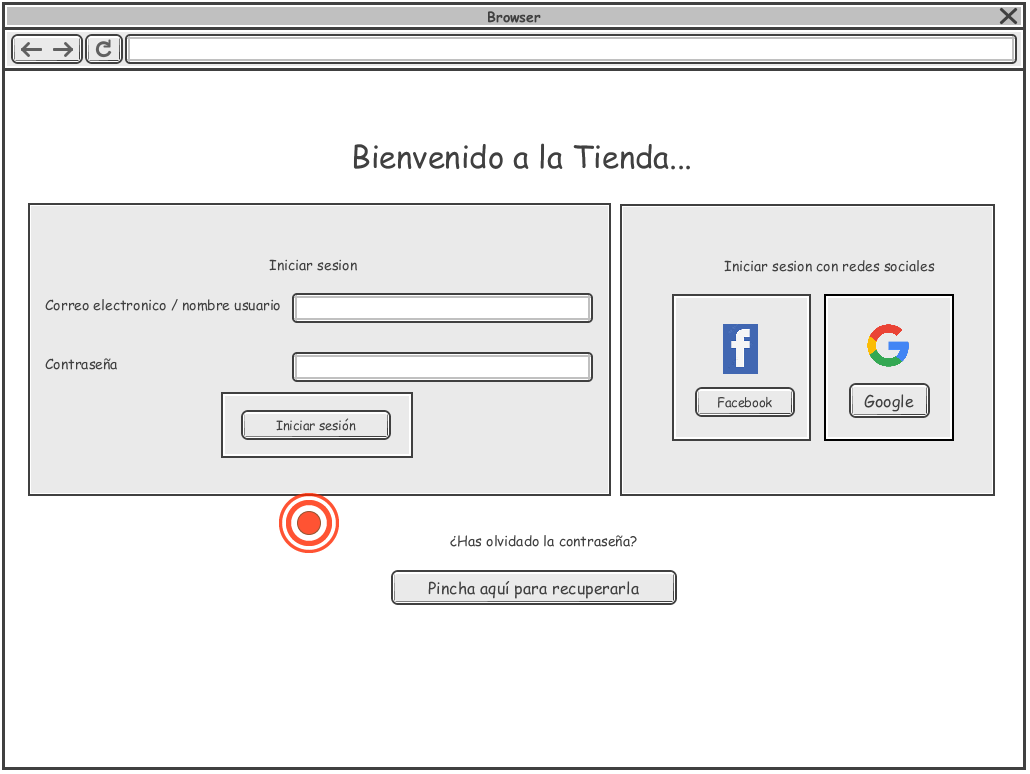 Browser
Bienvenido a la Tienda...
Iniciar sesion
Correo electronico / nombre usuario
Contraseña
Iniciar sesión
Iniciar sesion con redes sociales
Facebook
Google
¿Has olvidado la contraseña?
Pincha aquí para recuperarla